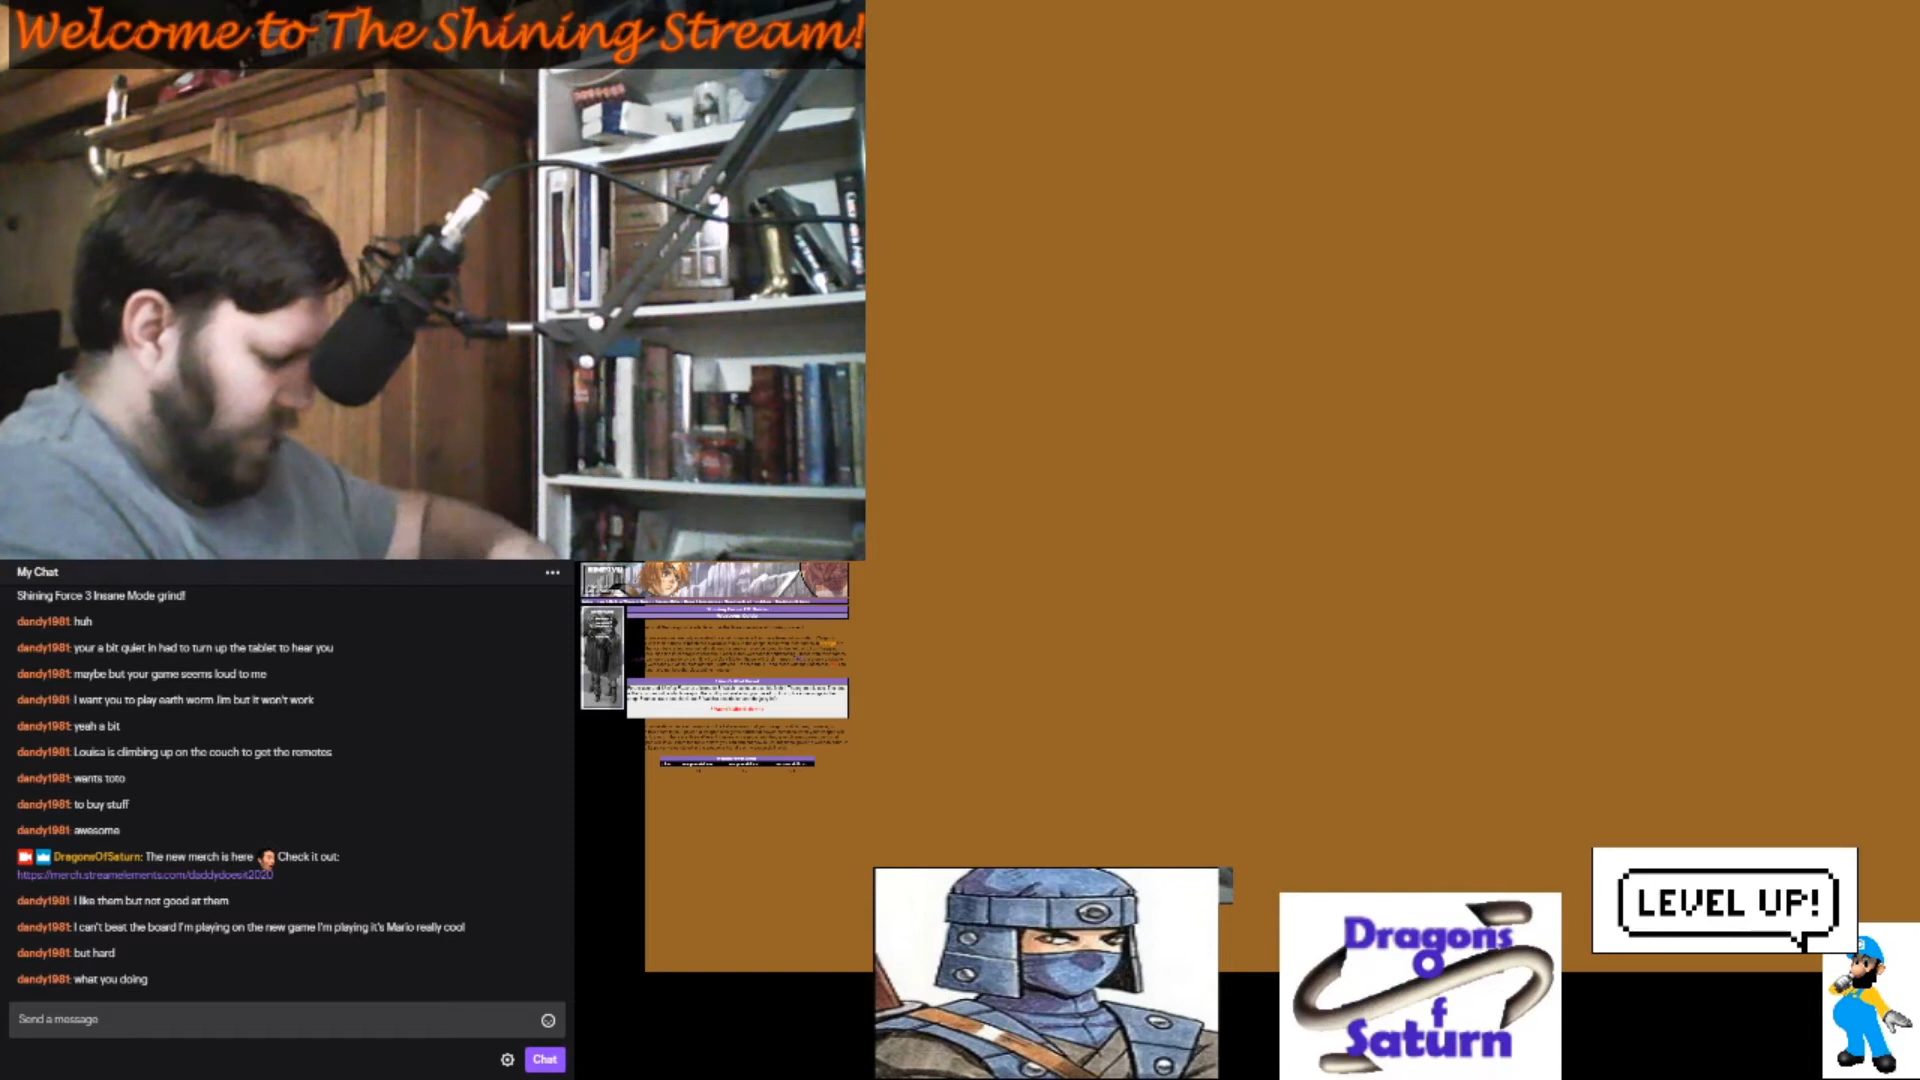 Welcome to The Shining Stream!
My Chat
Shining Force 3 Insane Mode grind!
dandy1981: huh
dandy1981: your a bit quiet in had to turn up the tablet to hear you
dandy1981: maybe but your game seems loud to me
dandy1981: I want you to play earth worm Jim but it won't work
dandy1981: yeah a bit
dandy1981: Louisa is climbing up on the couch to get the remotes
dandy1981: wants toto
dandy1981: to buy stuff
dandy1981: awesome
DragonsOfSaturn: The new merch is here Check it out:
https://merch.streamelements.com/daddydoesit2020
dandy1981: I like them but not good at them
dandy1981: I can't beat the board I'm playing on the new game I'm playing it's Mario really cool
dandy1981: but hard
dandy1981: what you doing
Send a message
Chat
Dragons
O
f
Saturn
LEVEL UP!